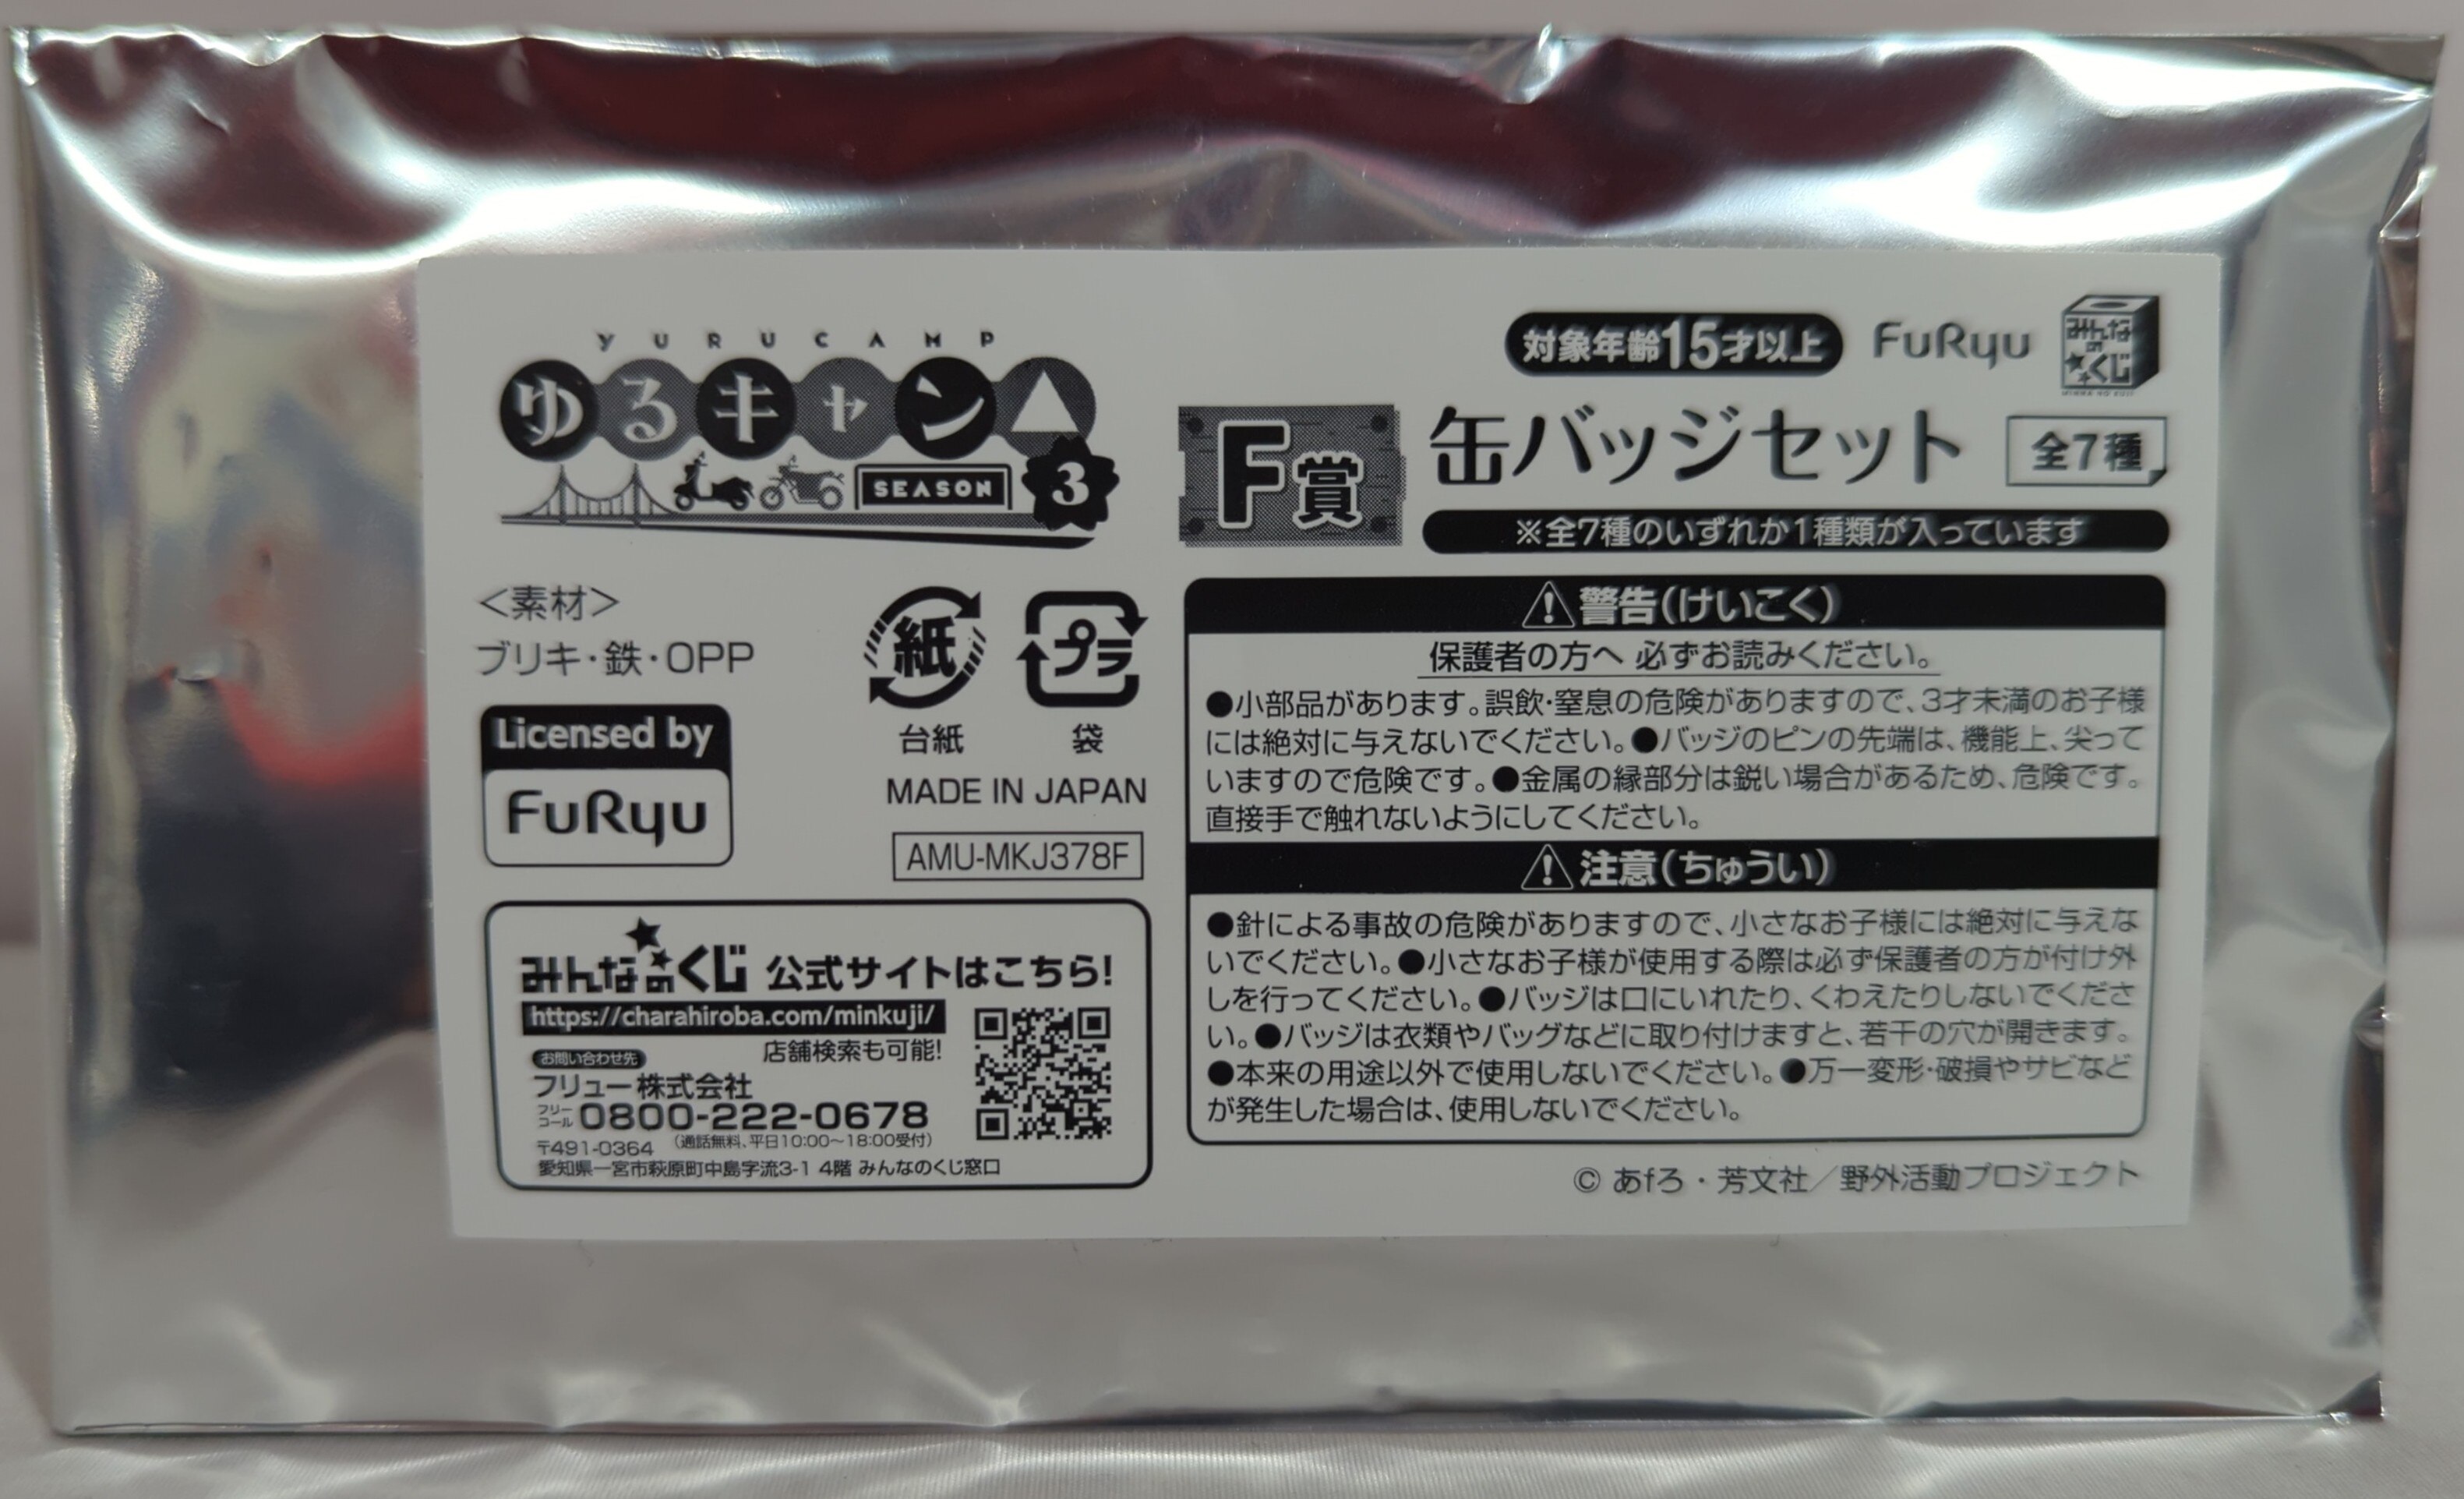 YURUCAMP
ゆるキャン△
SEASON 3
対象年齢15才以上
FuRyu
みんなのくじ
F賞
缶バッジセット
全7種
※全7種のいずれか1種類が入っています
<素材>
ブリキ・鉄・OPP
紙
プラ
台紙
袋
Licensed by
FuRyu
MADE IN JAPAN
AMU-MKJ378F
みんなのくじ 公式サイトはこちら!
https://charahiroba.com/minkuji/
店舗検索も可能!
お問い合わせ先
フリュー株式会社
フリーコール 0800-222-0678
〒491-0364 (通話無料、平日10:00~18:00受付)
愛知県一宮市萩原町中島字流3-1 4階 みんなのくじ窓口
警告(けいこく)
保護者の方へ 必ずお読みください。
●小部品があります。誤飲・窒息の危険がありますので、3才未満のお子様
には絶対に与えないでください。●バッジのピンの先端は、機能上、尖って
いますので危険です。●金属の縁部分は鋭い場合があるため、危険です。
直接手で触れないようにしてください。
注意(ちゅうい)
●針による事故の危険がありますので、小さなお子様には絶対に与えな
いでください。●小さなお子様が使用する際は必ず保護者の方が付け外
しを行ってください。●バッジは口にいれたり、くわえたりしないでくださ
い。●バッジは衣類やバッグなどに取り付けますと、若干の穴が開きます。
●本来の用途以外で使用しないでください。●万一変形・破損やサビなど
が発生した場合は、使用しないでください。
© あfろ・芳文社/野外活動プロジェクト